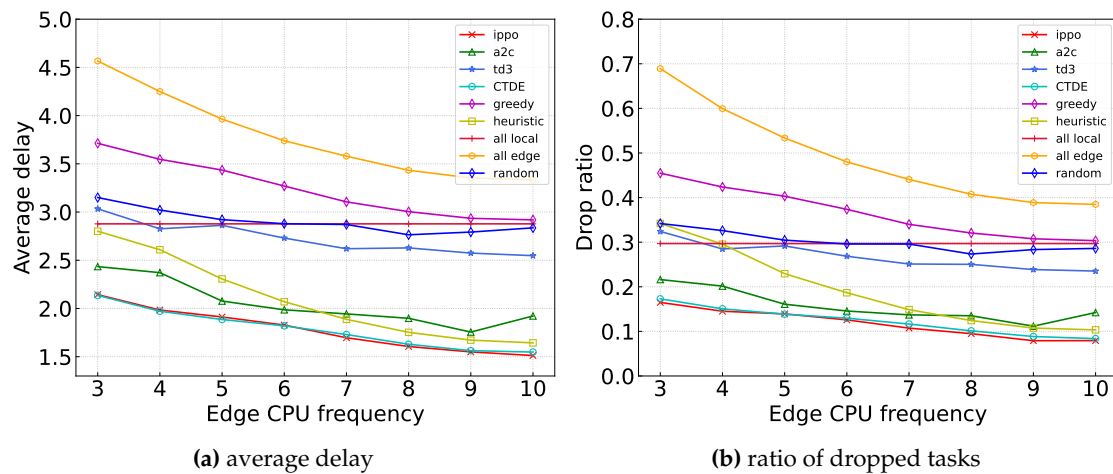 5.0
4.5
4.0
3.5
3.0
2.5
2.0
1.5
Average delay
3 4 5 6 7 8 9 10
Edge CPU frequency
ippo
a2c
td3
CTDE
greedy
heuristic
all local
all edge
random
(a) average delay
0.8
0.7
0.6
0.5
0.4
0.3
0.2
0.1
0.0
Drop ratio
3 4 5 6 7 8 9 10
Edge CPU frequency
ippo
a2c
td3
CTDE
greedy
heuristic
all local
all edge
random
(b) ratio of dropped tasks